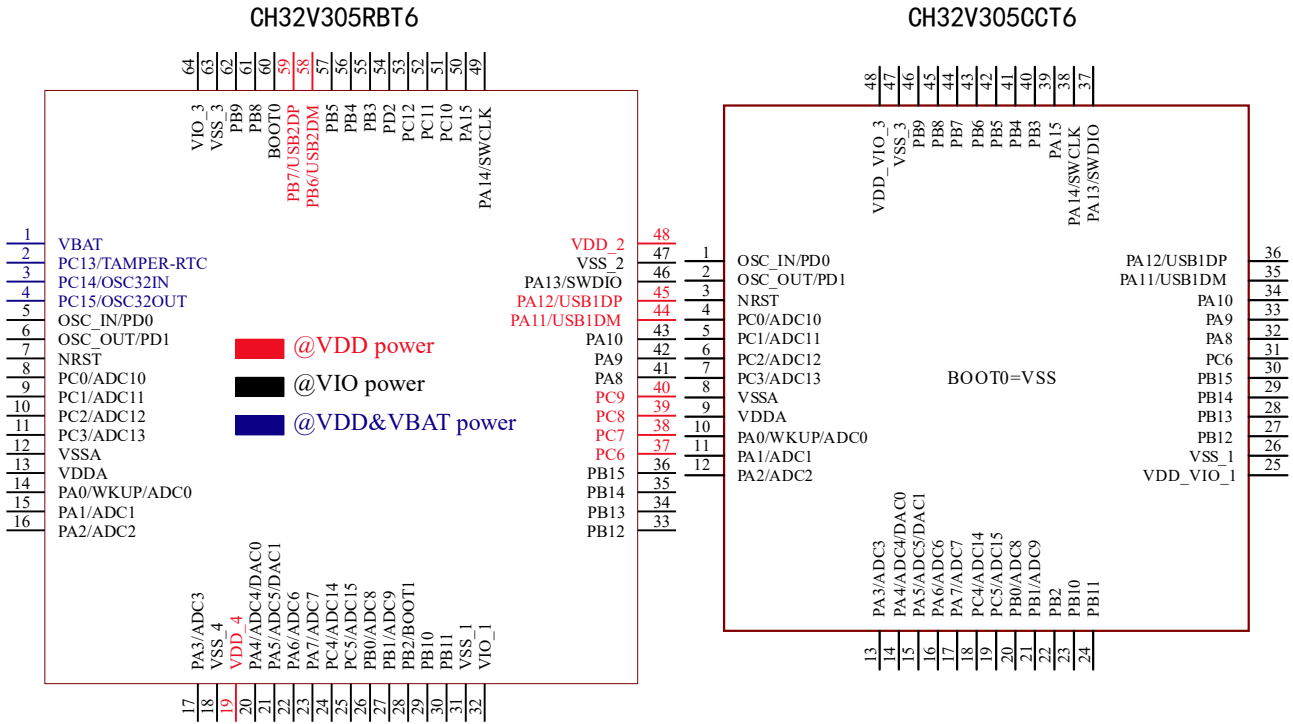 CH32V305RBT6
64 63 62 61 60 59 58 57 56 55 54 53 52 51 50 49
VIO_3
VSS_3
PB9
PB8
BOOT0
PB7/USB2DP
PB6/USB2DM
PB5
PB4
PB3
PD2
PC12
PC11
PC10
PA15
PA14/SWCLK
1 VBAT
2 PC13/TAMPER-RTC
3 PC14/OSC32IN
4 PC15/OSC32OUT
5 OSC_IN/PD0
6 OSC_OUT/PD1
7 NRST
8 PC0/ADC10
9 PC1/ADC11
10 PC2/ADC12
11 PC3/ADC13
12 VSSA
13 VDDA
14 PA0/WKUP/ADC0
15 PA1/ADC1
16 PA2/ADC2
@VDD power
@VIO power
@VDD&VBAT power
VDD_2 48
VSS_2 47
PA13/SWDIO 46
PA12/USB1DP 45
PA11/USB1DM 44
PA10 43
PA9 42
PA8 41
PC9 40
PC8 39
PC7 38
PC6 37
PB15 36
PB14 35
PB13 34
PB12 33
PA3/ADC3
VSS_4
VDD_4
PA4/ADC4/DAC0
PA5/ADC5/DAC1
PA6/ADC6
PA7/ADC7
PC4/ADC14
PC5/ADC15
PB0/ADC8
PB1/ADC9
PB2/BOOT1
PB10
PB11
VSS_1
VIO_1
17 18 19 20 21 22 23 24 25 26 27 28 29 30 31 32
CH32V305CCT6
48 47 46 45 44 43 42 41 40 39 38 37
VDD_VIO_3
VSS_3
PB9
PB8
PB7
PB6
PB5
PB4
PB3
PA15
PA14/SWCLK
PA13/SWDIO
1 OSC_IN/PD0
2 OSC_OUT/PD1
3 NRST
4 PC0/ADC10
5 PC1/ADC11
6 PC2/ADC12
7 PC3/ADC13
8 VSSA
9 VDDA
10 PA0/WKUP/ADC0
11 PA1/ADC1
12 PA2/ADC2
BOOT0=VSS
PA12/USB1DP 36
PA11/USB1DM 35
PA10 34
PA9 33
PA8 32
PC6 31
PB15 30
PB14 29
PB13 28
PB12 27
VSS_1 26
VDD_VIO_1 25
PA3/ADC3
PA4/ADC4/DAC0
PA5/ADC5/DAC1
PA6/ADC6
PA7/ADC7
PC4/ADC14
PC5/ADC15
PB0/ADC8
PB1/ADC9
PB2
PB10
PB11
13 14 15 16 17 18 19 20 21 22 23 24